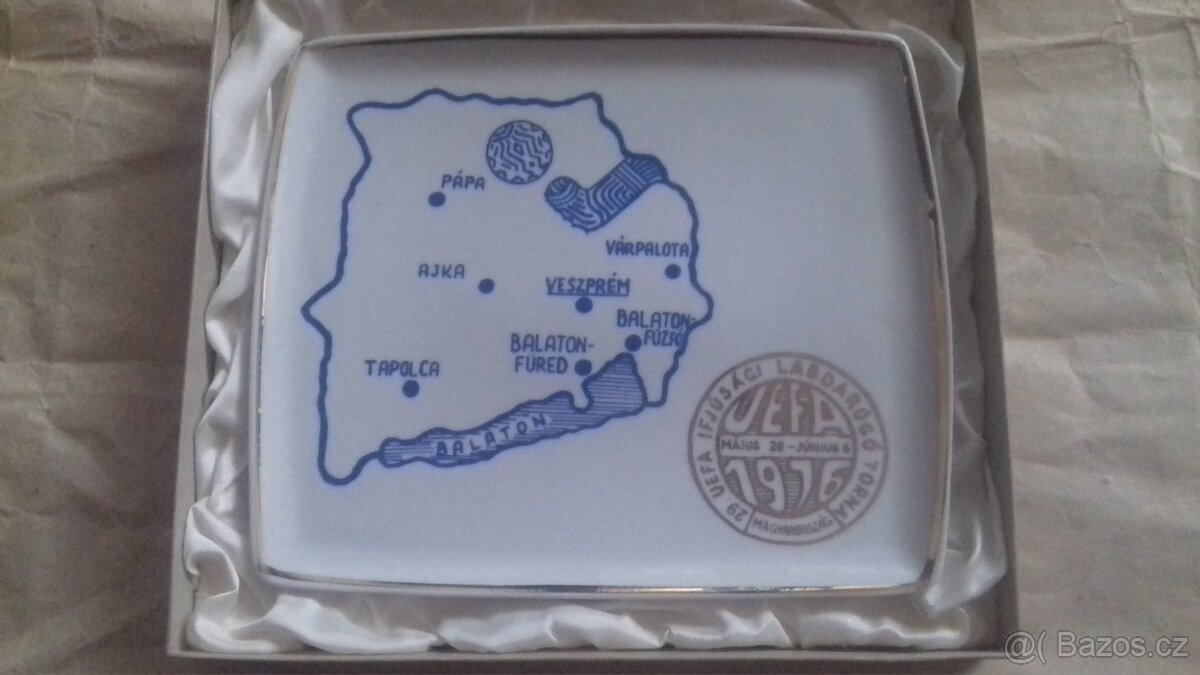 PÁPA
VÁRPALOTA
AJKA
VESZPRÉM
BALATON-
FŰZFŐ
BALATON-
FÜRED
TAPOLCA
BALATON
29. UEFA IFJÚSÁGI LABDARÚGÓ TORNA
UEFA
MÁJUS 28 - JÚNIUS 6
1976
MAGYARORSZÁG
@( Bazos.cz